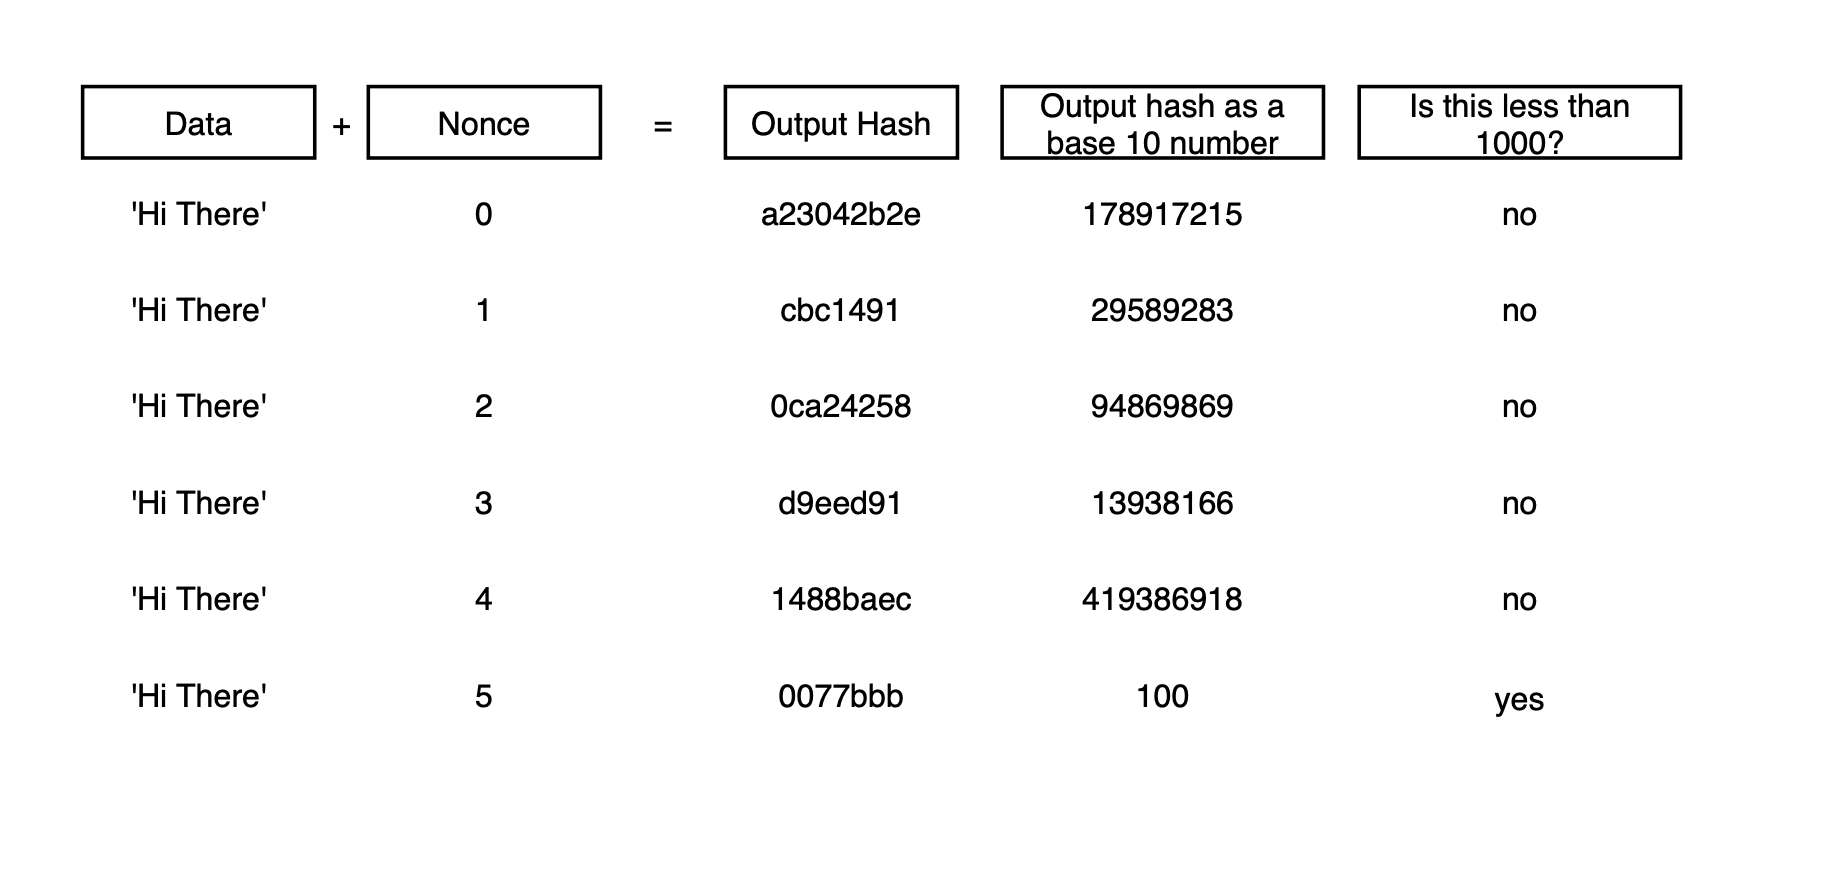 Data + Nonce = Output Hash Output hash as a base 10 number Is this less than 1000?
'Hi There' 0 a23042b2e 178917215 no
'Hi There' 1 cbc1491 29589283 no
'Hi There' 2 0ca24258 94869869 no
'Hi There' 3 d9eed91 13938166 no
'Hi There' 4 1488baec 419386918 no
'Hi There' 5 0077bbb 100 yes